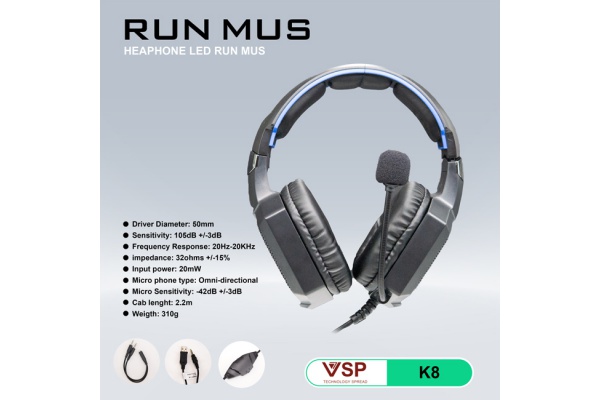 RUN MUS
HEAPHONE LED RUN MUS
Driver Diameter: 50mm
Sensitivity: 105dB +/-3dB
Frequency Response: 20Hz-20KHz
impedance: 32ohms +/-15%
Input power: 20mW
Micro phone type: Omni-directional
Micro Sensitivity: -42dB +/-3dB
Cab lenght: 2.2m
Weigth: 310g
VSP
TECHNOLOGY SPREAD
K8